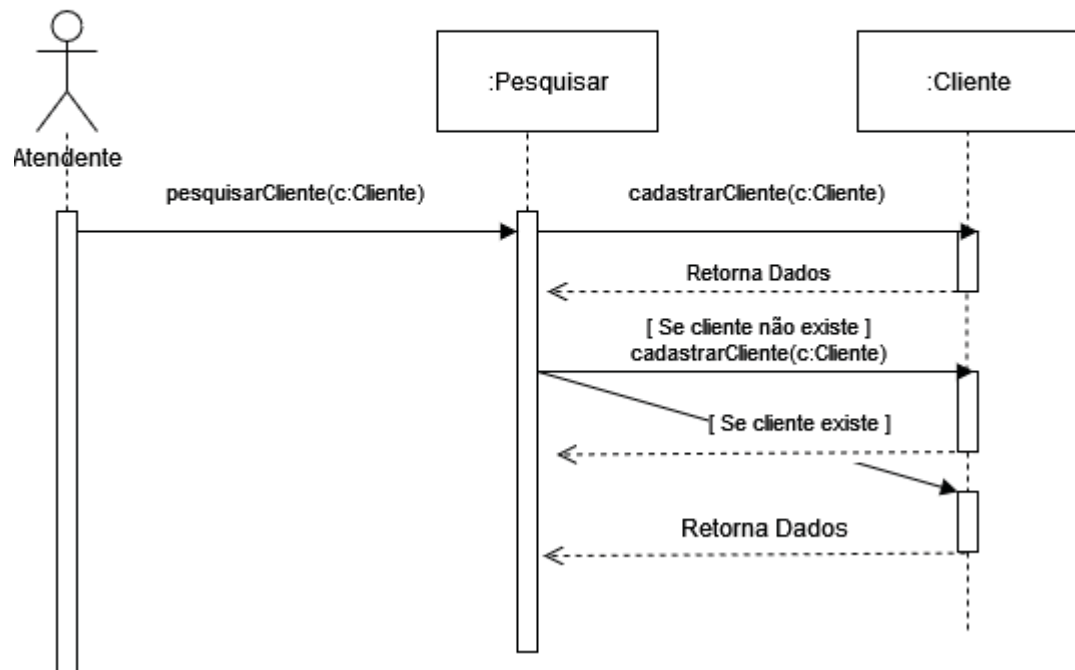 :Pesquisar
:Cliente
Atendente
pesquisarCliente(c:Cliente)
cadastrarCliente(c:Cliente)
Retorna Dados
[ Se cliente não existe ]
cadastrarCliente(c:Cliente)
[ Se cliente existe ]
Retorna Dados